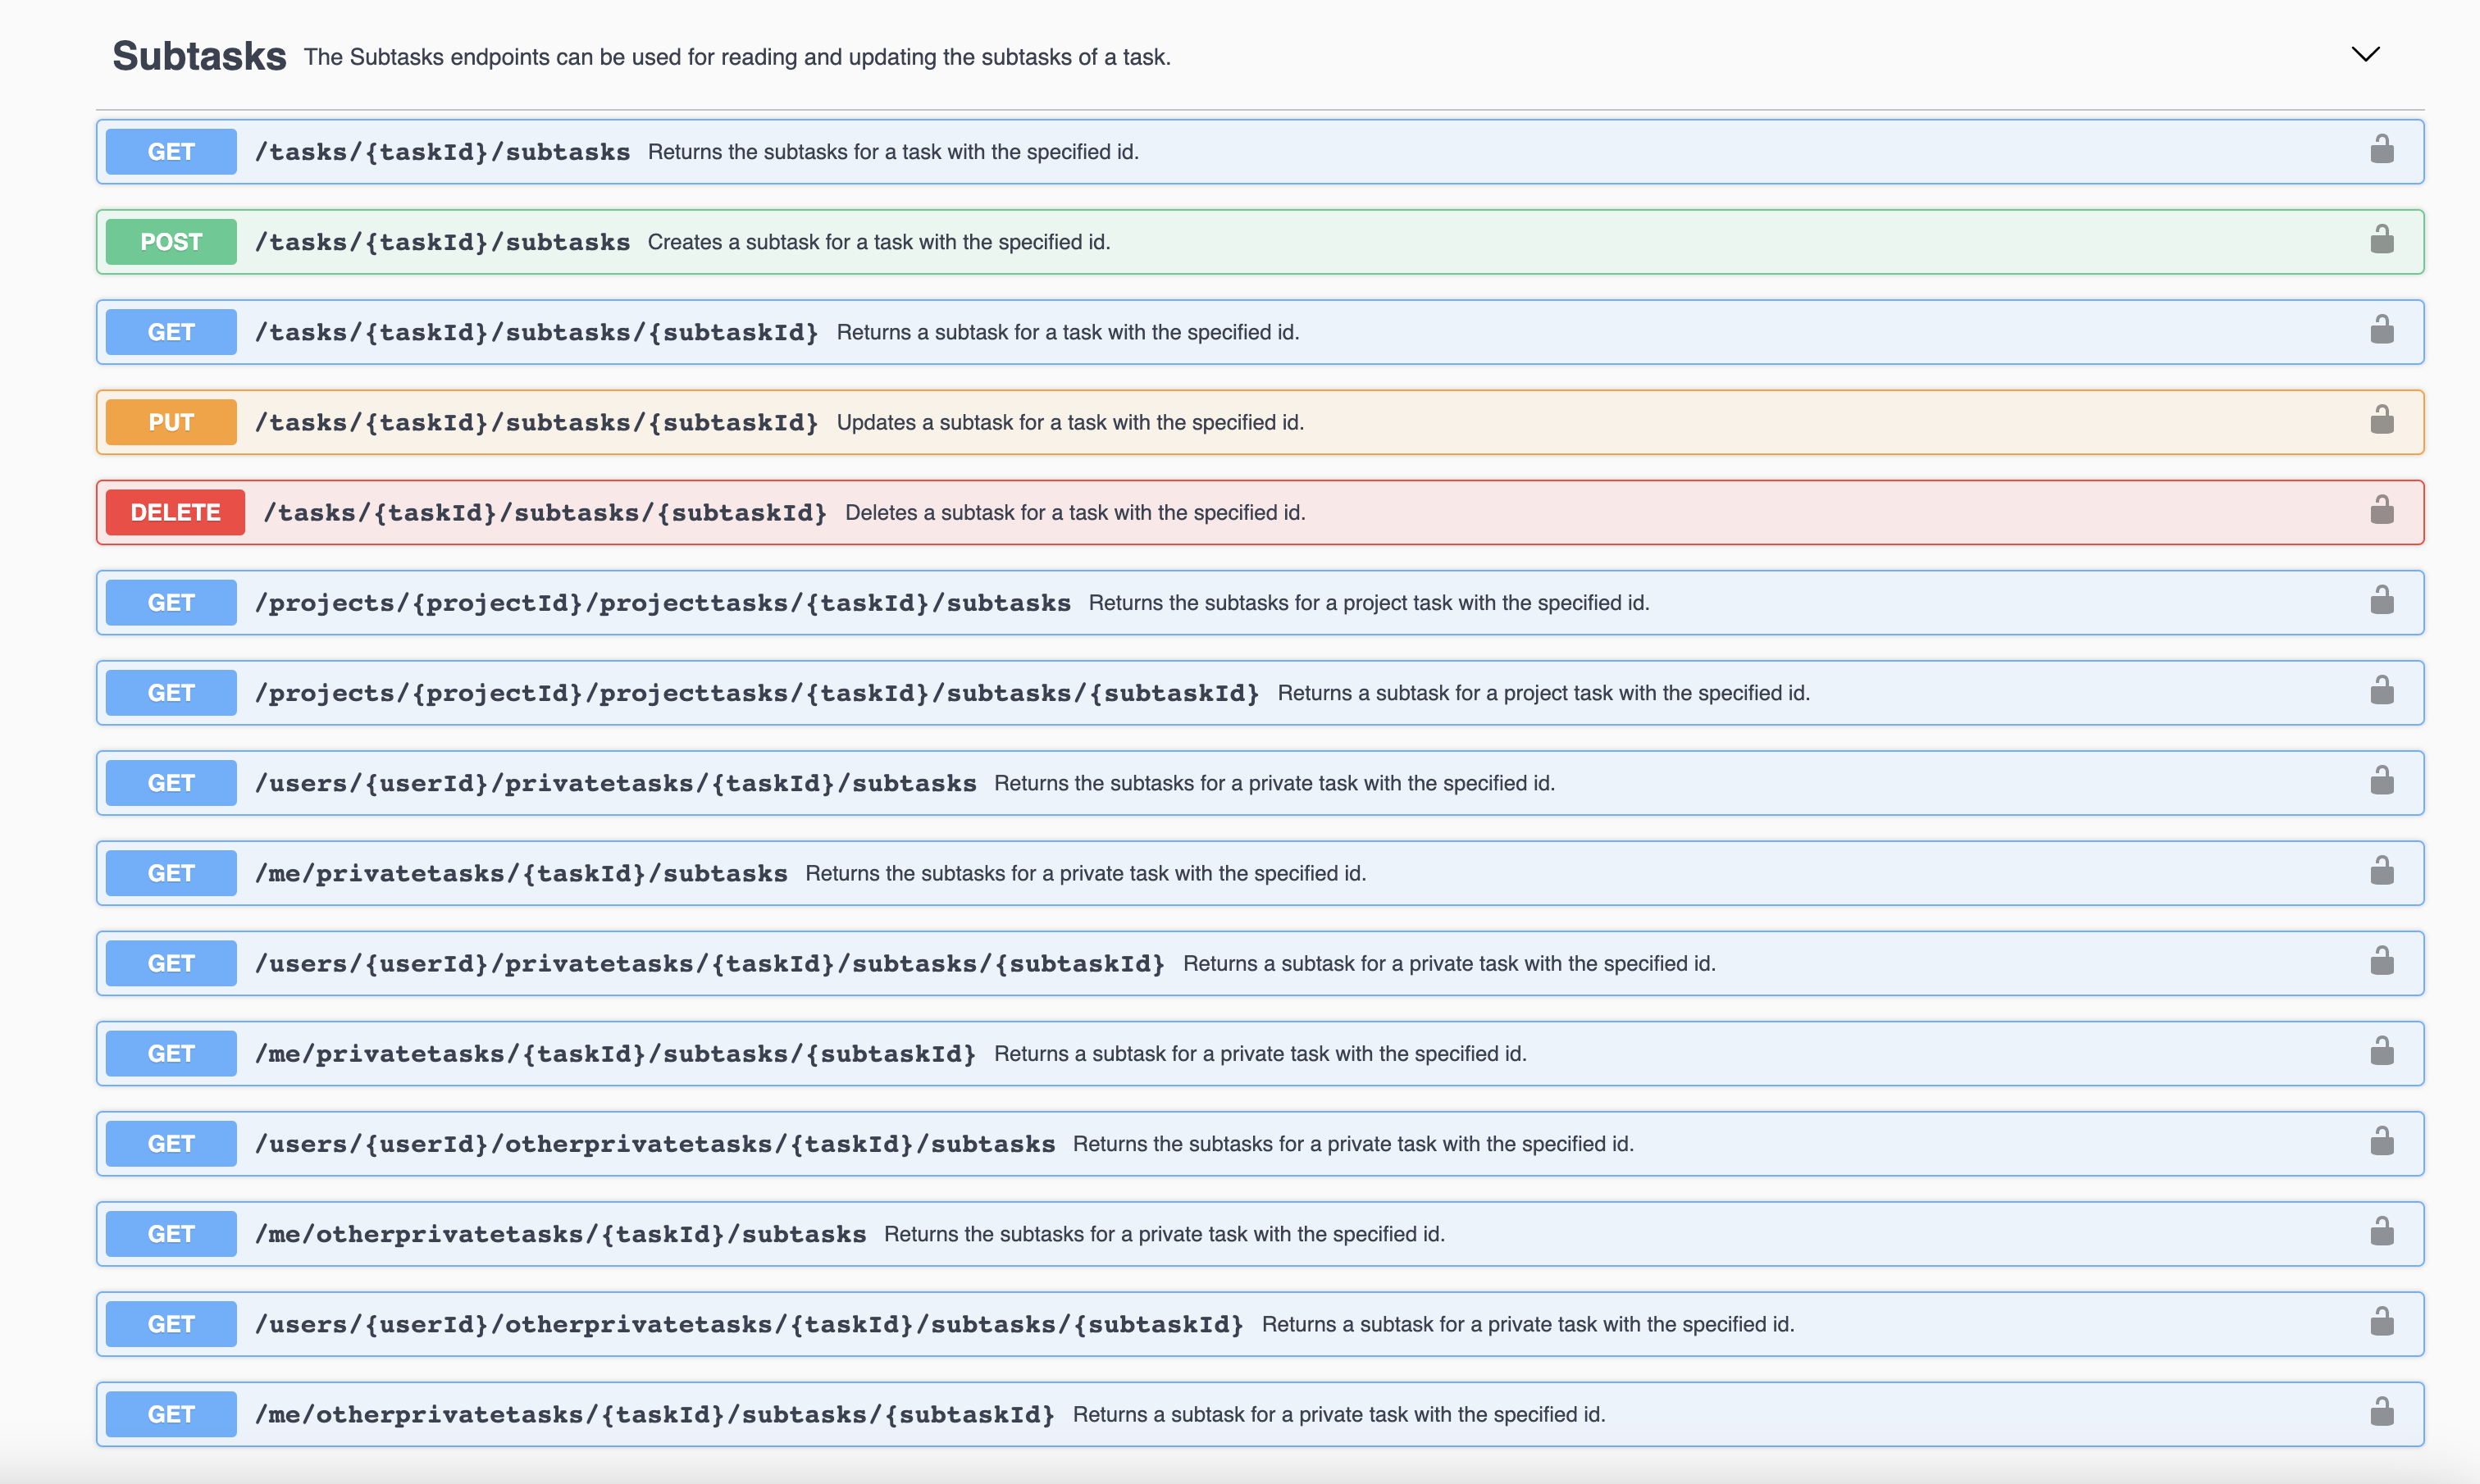 Subtasks The Subtasks endpoints can be used for reading and updating the subtasks of a task.
GET /tasks/{taskId}/subtasks Returns the subtasks for a task with the specified id.
POST /tasks/{taskId}/subtasks Creates a subtask for a task with the specified id.
GET /tasks/{taskId}/subtasks/{subtaskId} Returns a subtask for a task with the specified id.
PUT /tasks/{taskId}/subtasks/{subtaskId} Updates a subtask for a task with the specified id.
DELETE /tasks/{taskId}/subtasks/{subtaskId} Deletes a subtask for a task with the specified id.
GET /projects/{projectId}/projecttasks/{taskId}/subtasks Returns the subtasks for a project task with the specified id.
GET /projects/{projectId}/projecttasks/{taskId}/subtasks/{subtaskId} Returns a subtask for a project task with the specified id.
GET /users/{userId}/privatetasks/{taskId}/subtasks Returns the subtasks for a private task with the specified id.
GET /me/privatetasks/{taskId}/subtasks Returns the subtasks for a private task with the specified id.
GET /users/{userId}/privatetasks/{taskId}/subtasks/{subtaskId} Returns a subtask for a private task with the specified id.
GET /me/privatetasks/{taskId}/subtasks/{subtaskId} Returns a subtask for a private task with the specified id.
GET /users/{userId}/otherprivatetasks/{taskId}/subtasks Returns the subtasks for a private task with the specified id.
GET /me/otherprivatetasks/{taskId}/subtasks Returns the subtasks for a private task with the specified id.
GET /users/{userId}/otherprivatetasks/{taskId}/subtasks/{subtaskId} Returns a subtask for a private task with the specified id.
GET /me/otherprivatetasks/{taskId}/subtasks/{subtaskId} Returns a subtask for a private task with the specified id.